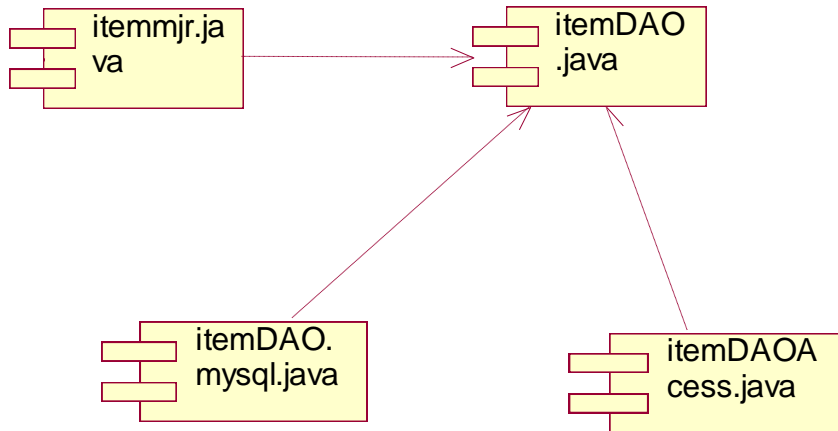 itemmjr.ja
va
itemDAO
.java
itemDAO.
mysql.java
itemDAOA
cess.java